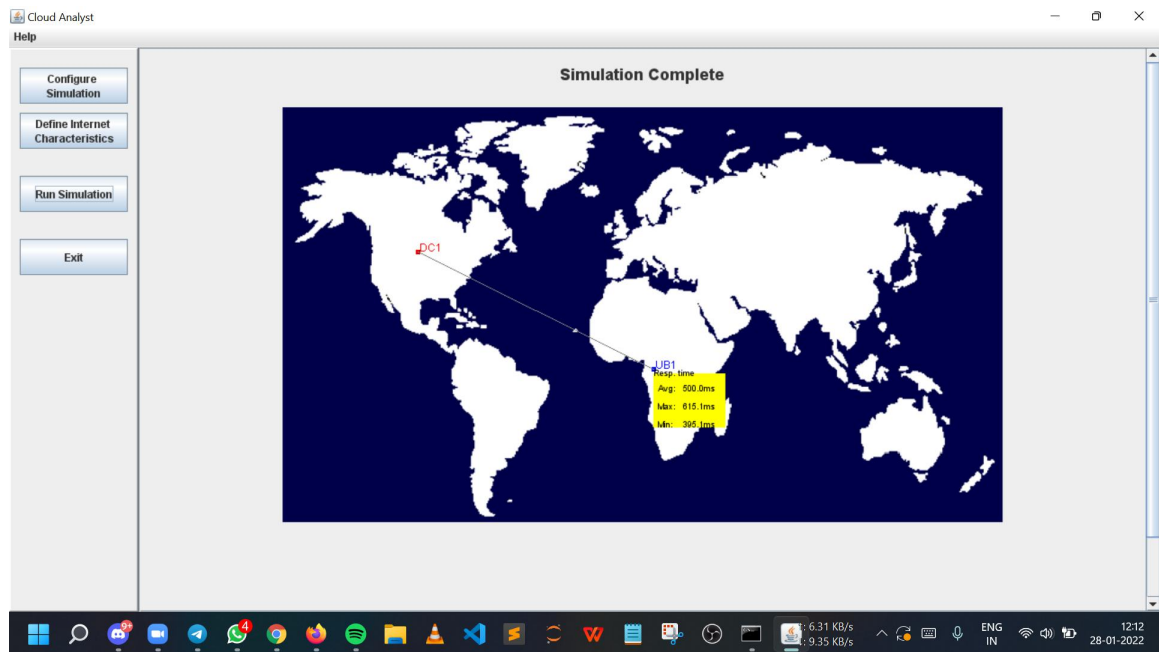 Cloud Analyst
Help
Configure
Simulation
Define Internet
Characteristics
Run Simulation
Exit
Simulation Complete
DC1
UB1
Resp. time
Avg: 500.0ms
Max: 615.1ms
Min: 395.1ms
9+
4
: 6.31 KB/s
: 9.35 KB/s
ENG
IN
12:12
28-01-2022